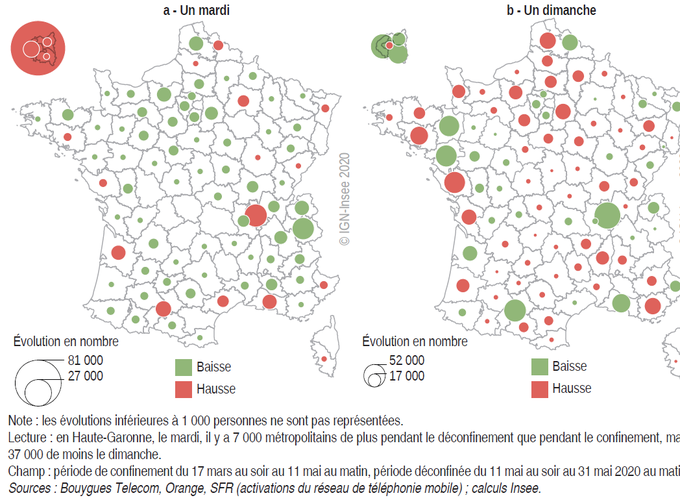 a - Un mardi
b - Un dimanche
© IGN-Insee 2020
Évolution en nombre
81 000
27 000
Baisse
Hausse
Évolution en nombre
52 000
17 000
Baisse
Hausse
Note : les évolutions inférieures à 1 000 personnes ne sont pas représentées.
Lecture : en Haute-Garonne, le mardi, il y a 7 000 métropolitains de plus pendant le déconfinement que pendant le confinement, ma
37 000 de moins le dimanche.
Champ : période de confinement du 17 mars au soir au 11 mai au matin, période déconfinée du 11 mai au soir au 31 mai 2020 au mati
Sources : Bouygues Telecom, Orange, SFR (activations du réseau de téléphonie mobile) ; calculs Insee.